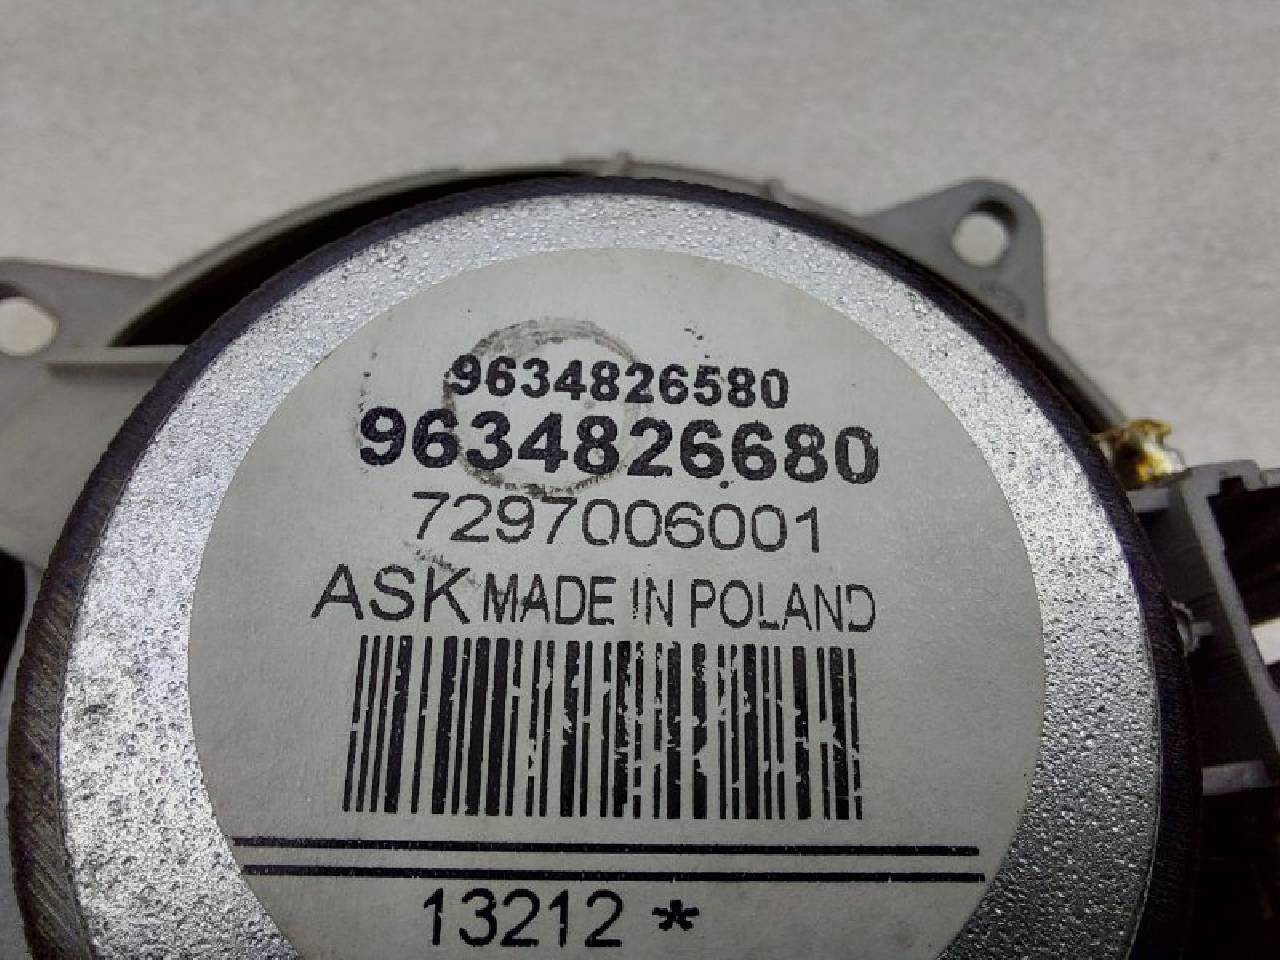 9634826580
9634826680
7297006001
ASK MADE IN POLAND
13212 *